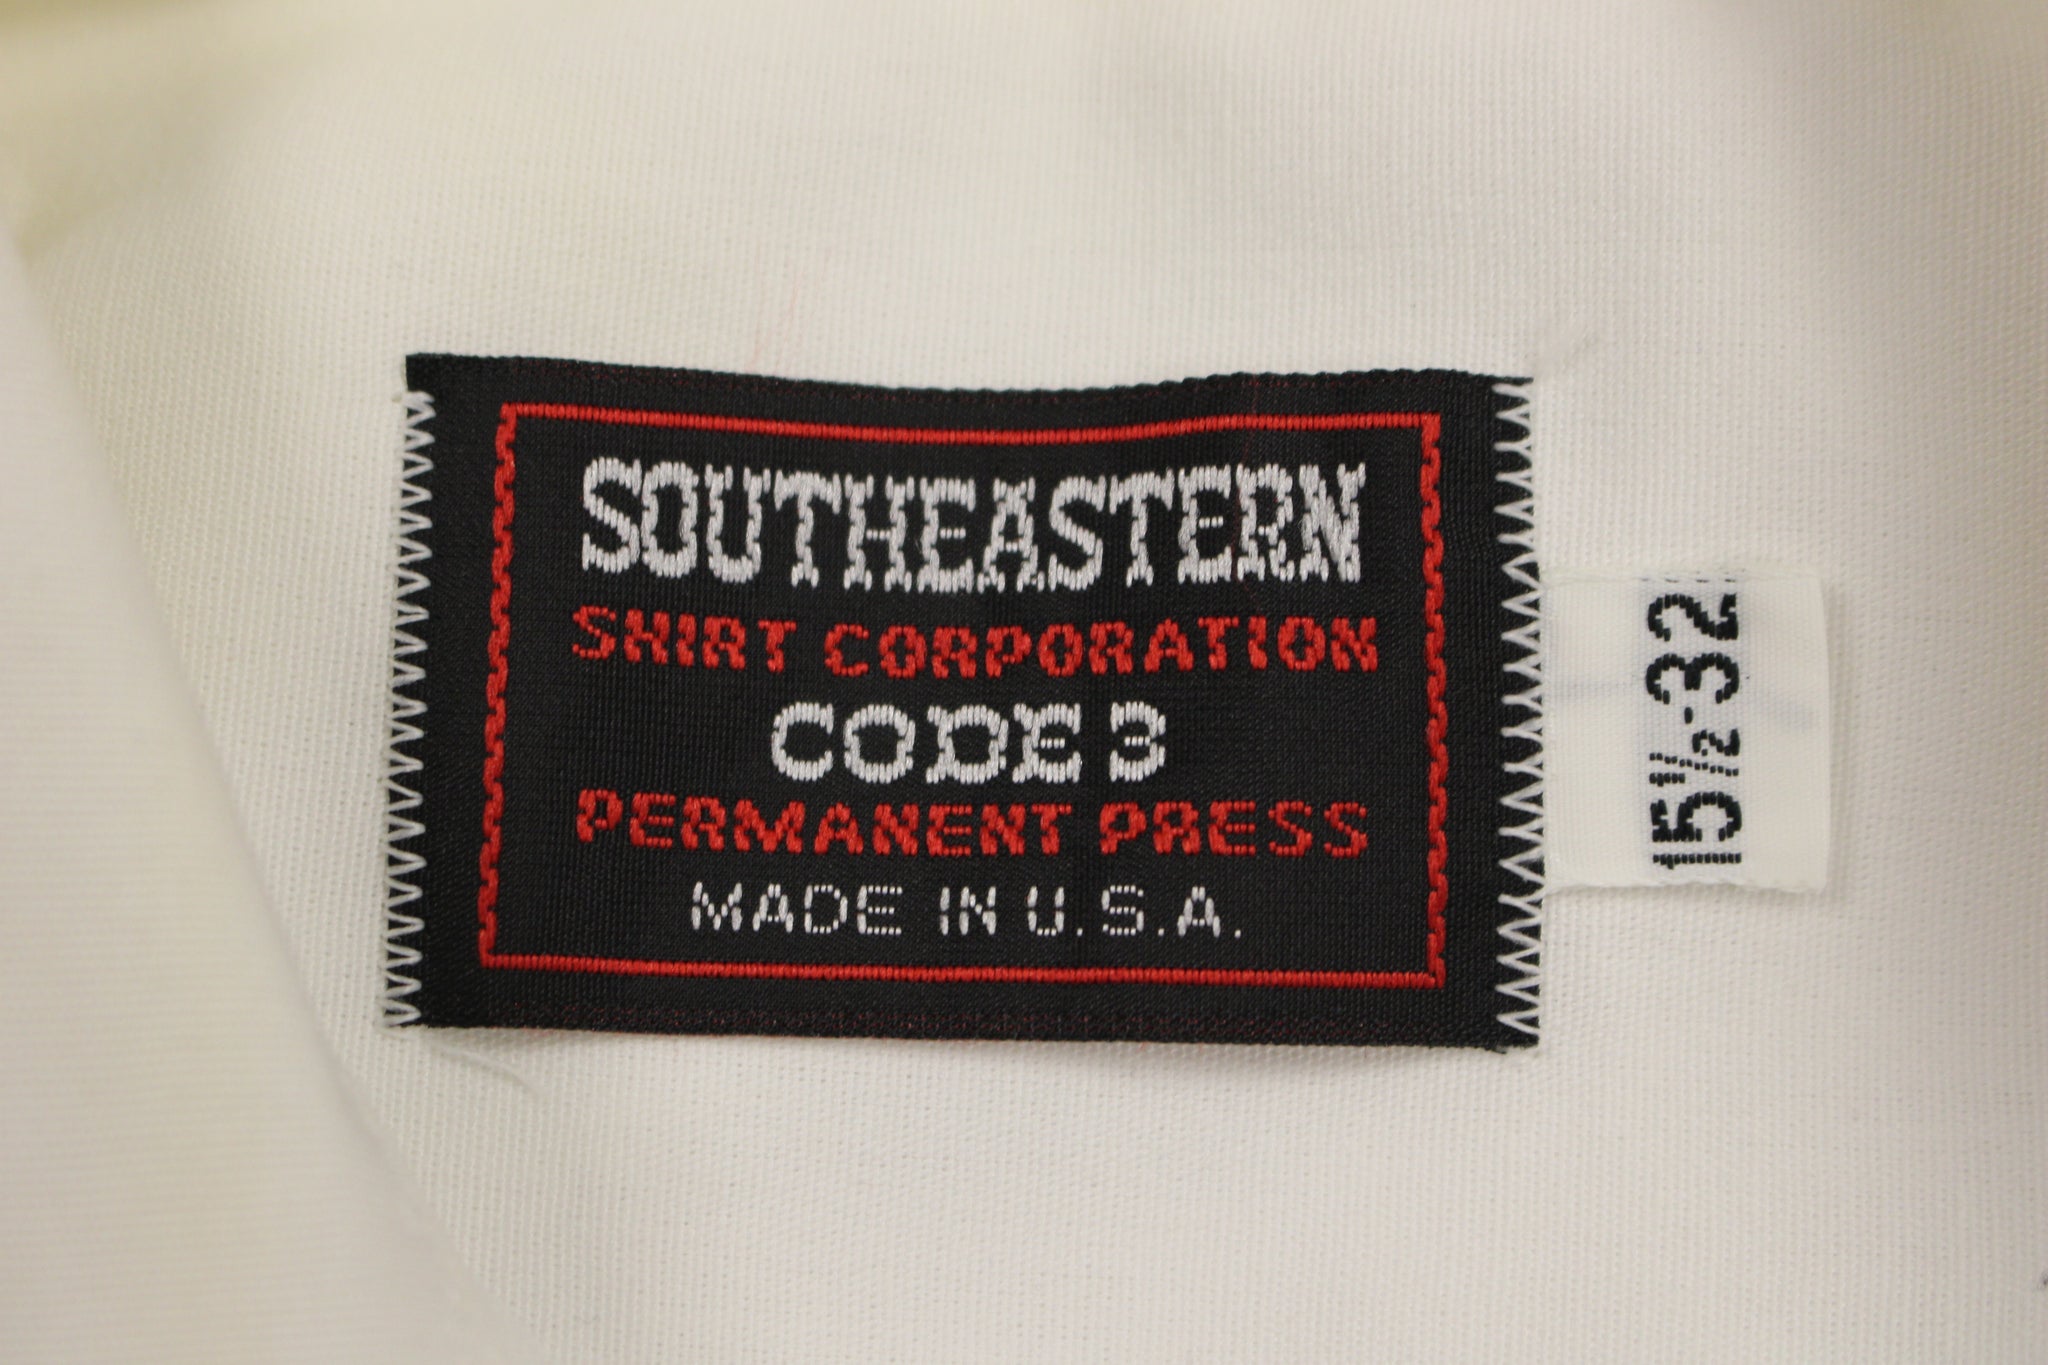 SOUTHEASTERN
SHIRT CORPORATION
CODE 3
PERMANENT PRESS
MADE IN U.S.A.
15½-32